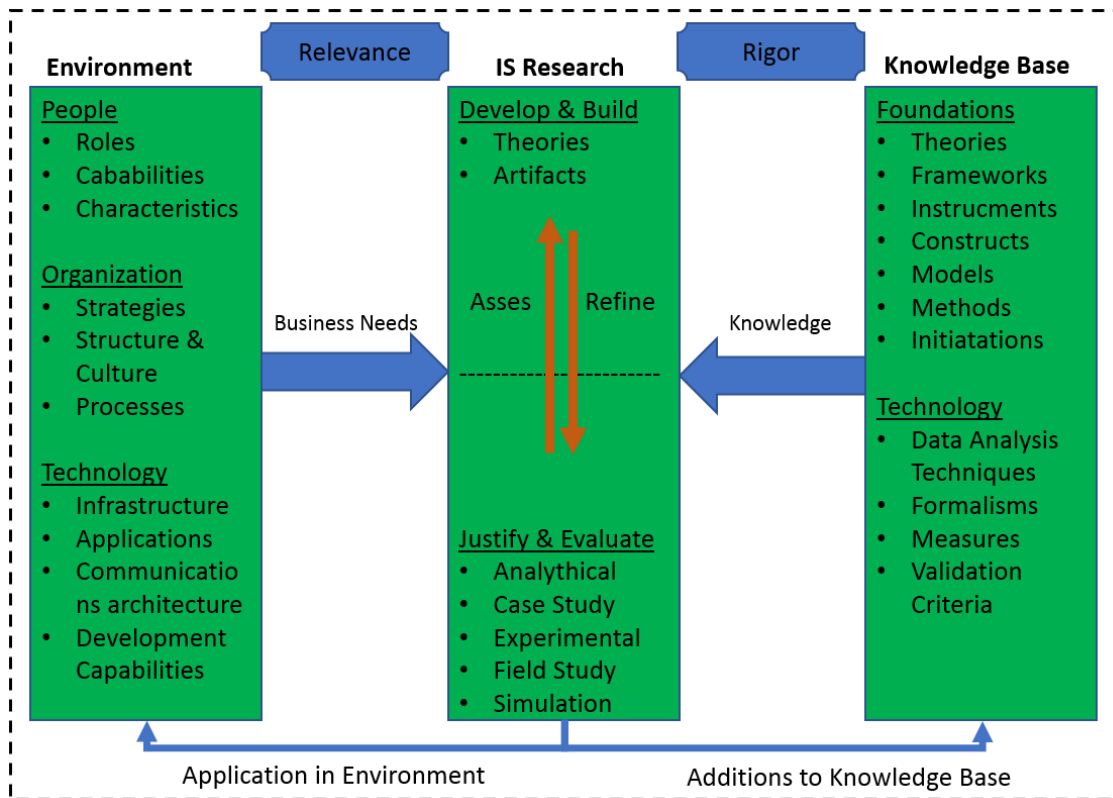 Relevance
Rigor
Environment
IS Research
Knowledge Base
People
• Roles
• Cababilities
• Characteristics
Organization
• Strategies
• Structure &
Culture
• Processes
Technology
• Infrastructure
• Applications
• Communicatio
ns architecture
• Development
Capabilities
Business Needs
Develop & Build
• Theories
• Artifacts
Asses
Refine
Justify & Evaluate
• Analythical
• Case Study
• Experimental
• Field Study
• Simulation
Knowledge
Foundations
• Theories
• Frameworks
• Instrucments
• Constructs
• Models
• Methods
• Initiatations
Technology
• Data Analysis
Techniques
• Formalisms
• Measures
• Validation
Criteria
Application in Environment
Additions to Knowledge Base